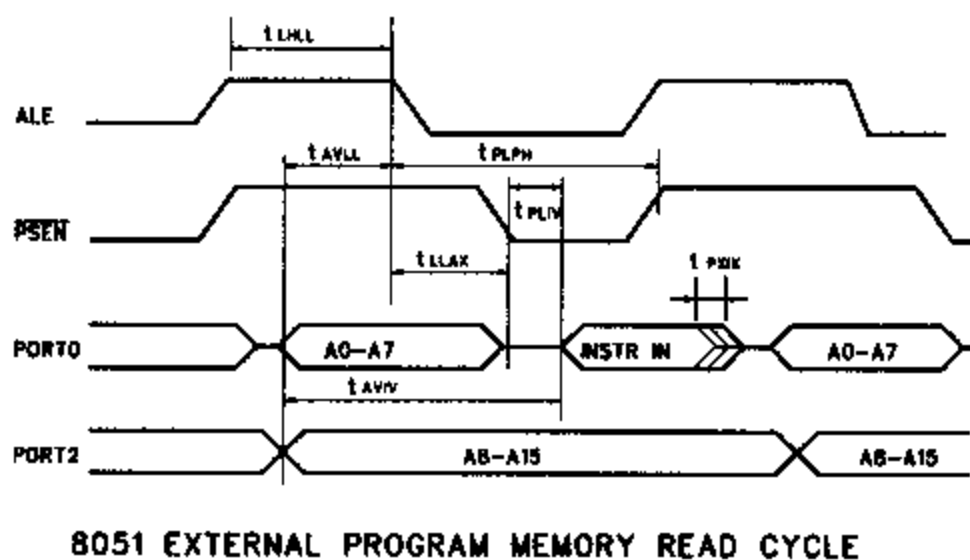 t LHLL
ALE
t AVLL
t PLPH
PSEN
t PLIV
t LLAX
t PXIX
PORT0
A0-A7
INSTR IN
A0-A7
t AVIV
PORT2
A8-A15
A8-A15
8051 EXTERNAL PROGRAM MEMORY READ CYCLE